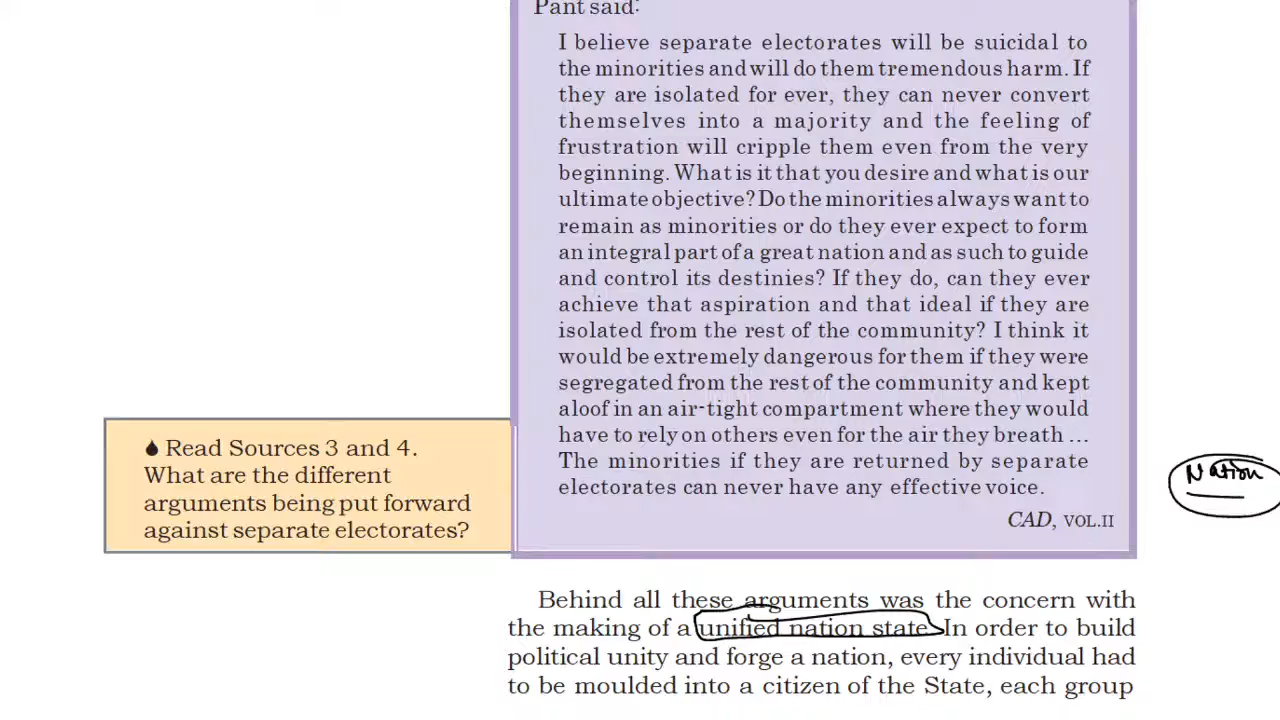 Pant said:
I believe separate electorates will be suicidal to
the minorities and will do them tremendous harm. If
they are isolated for ever, they can never convert
themselves into a majority and the feeling of
frustration will cripple them even from the very
beginning. What is it that you desire and what is our
ultimate objective? Do the minorities always want to
remain as minorities or do they ever expect to form
an integral part of a great nation and as such to guide
and control its destinies? If they do, can they ever
achieve that aspiration and that ideal if they are
isolated from the rest of the community? I think it
would be extremely dangerous for them if they were
segregated from the rest of the community and kept
aloof in an air-tight compartment where they would
have to rely on others even for the air they breath ...
The minorities if they are returned by separate
electorates can never have any effective voice.
CAD, VOL.II
Read Sources 3 and 4.
What are the different
arguments being put forward
against separate electorates?
Nation
Behind all these arguments was the concern with
the making of a unified nation state. In order to build
political unity and forge a nation, every individual had
to be moulded into a citizen of the State, each group